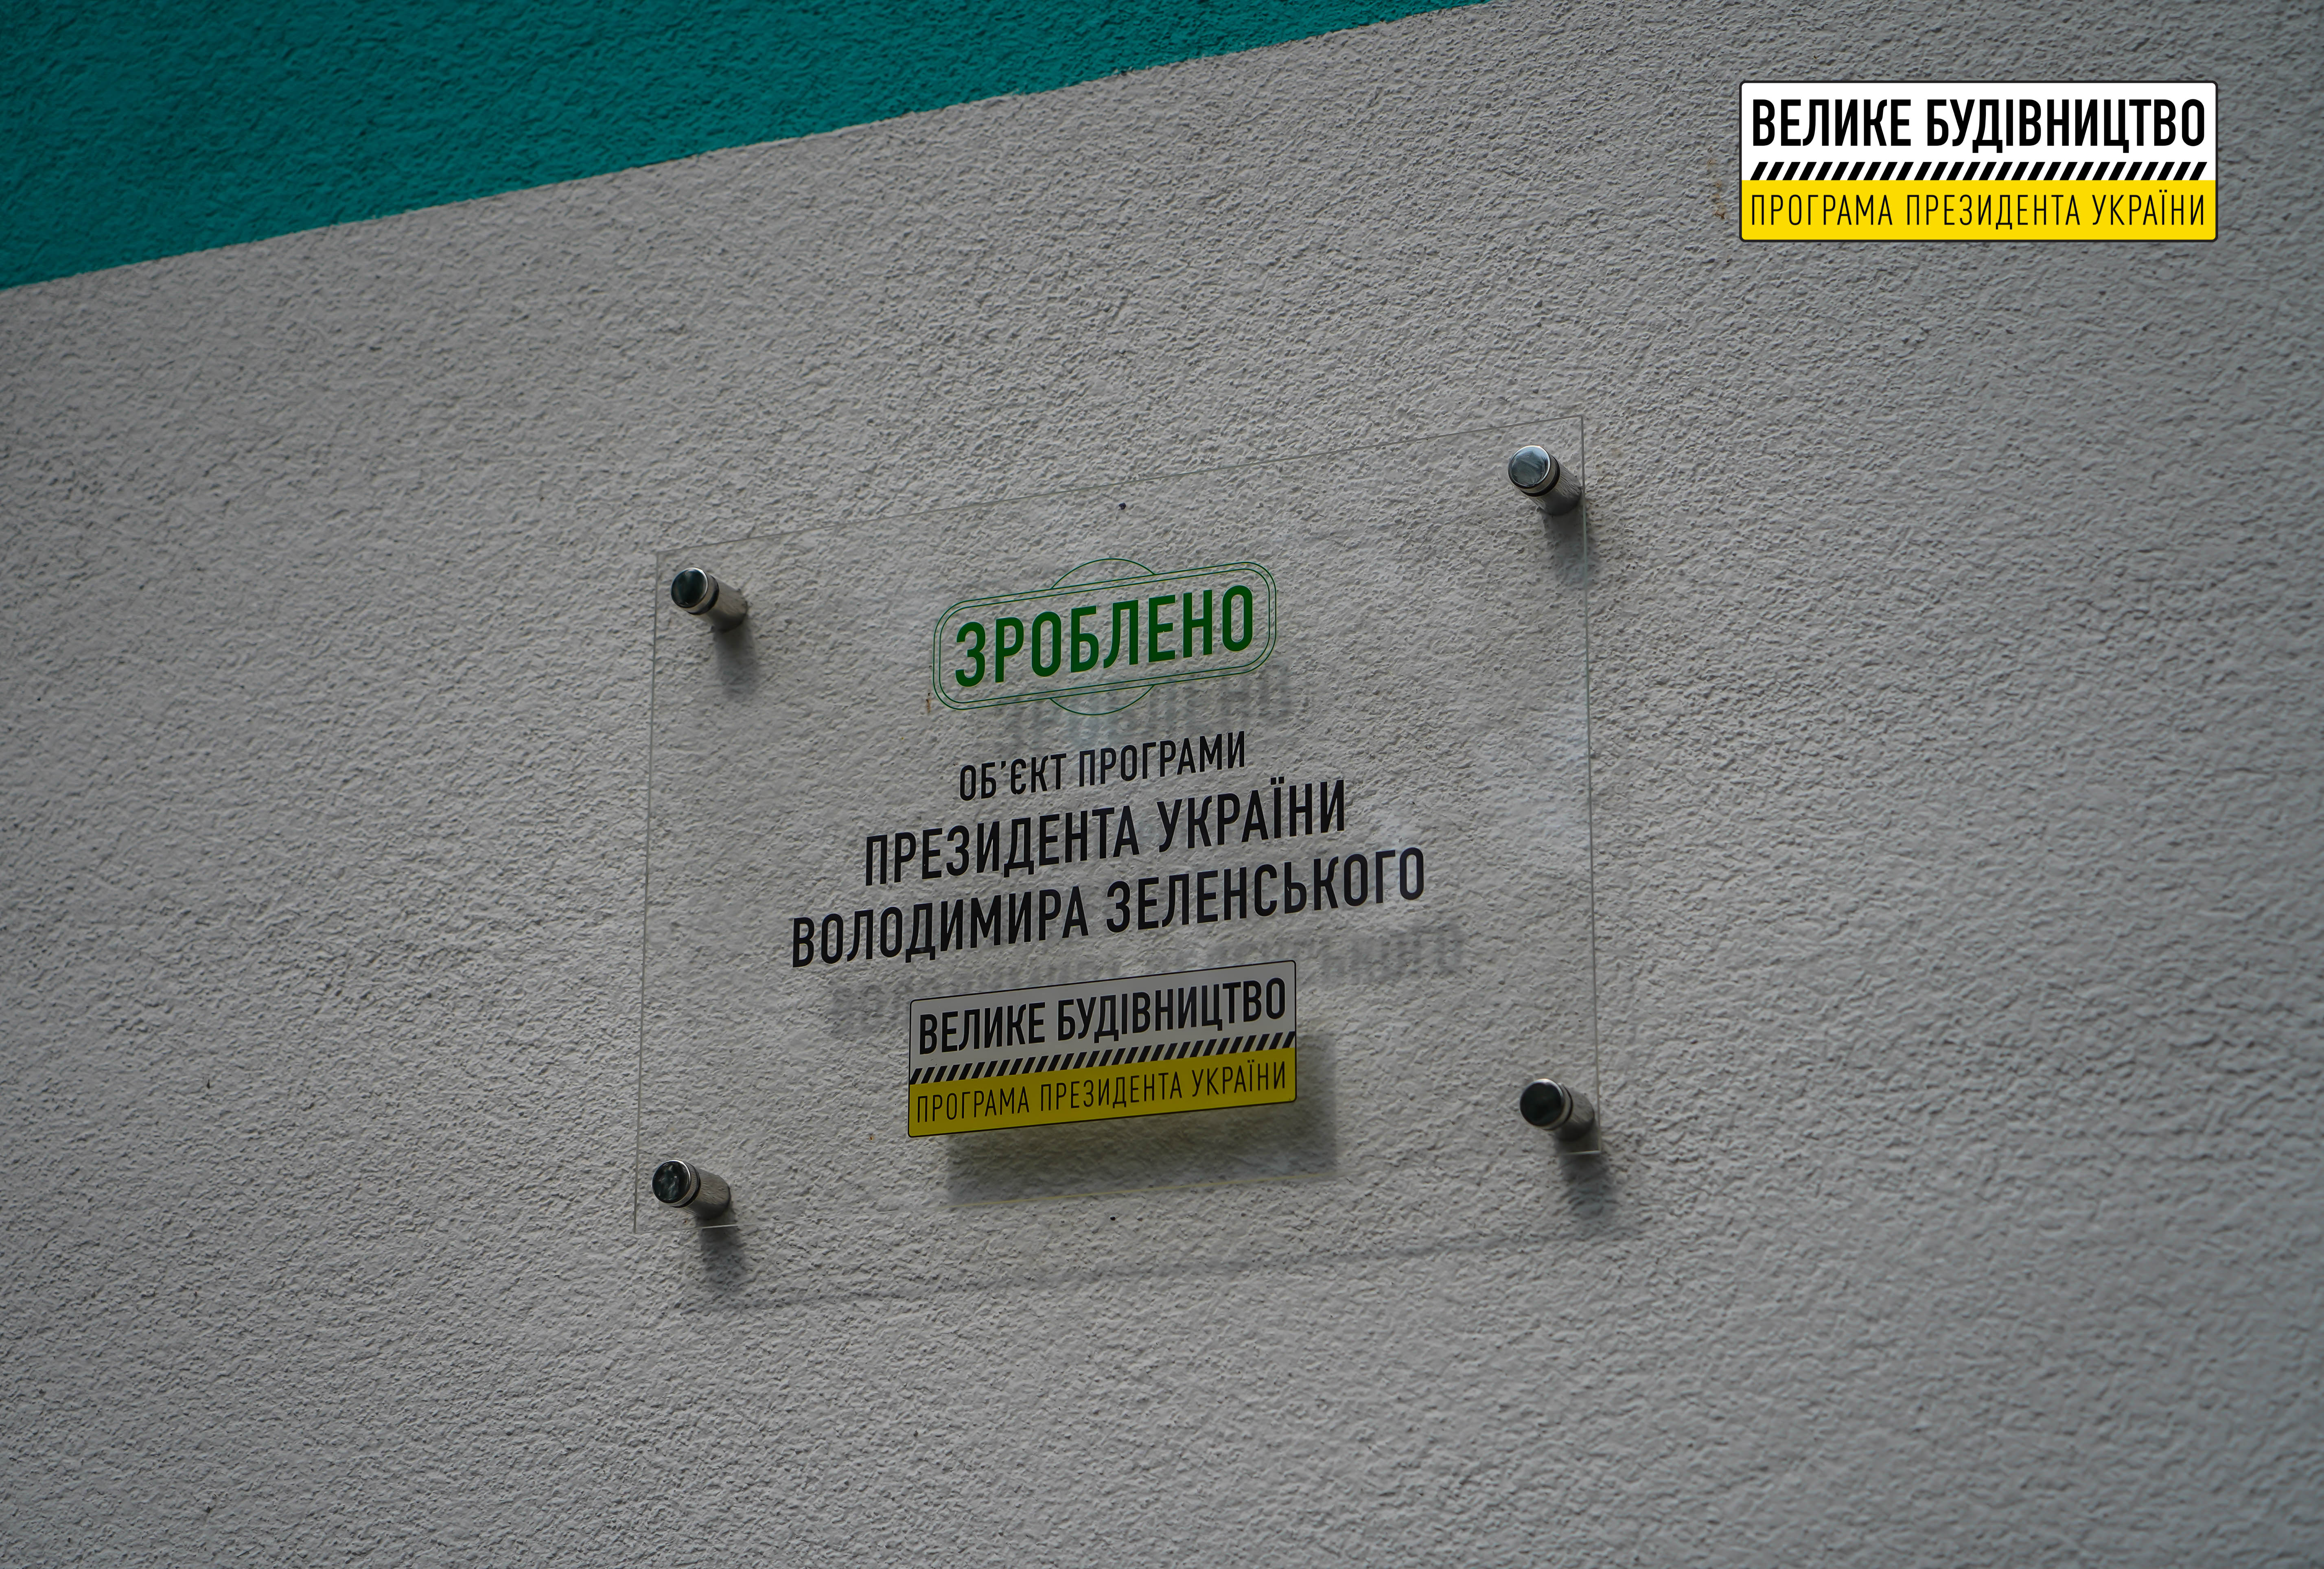 ВЕЛИКЕ БУДІВНИЦТВО
ПРОГРАМА ПРЕЗИДЕНТА УКРАЇНИ
ЗРОБЛЕНО
ОБ'ЄКТ ПРОГРАМИ
ПРЕЗИДЕНТА УКРАЇНИ
ВОЛОДИМИРА ЗЕЛЕНСЬКОГО
ВЕЛИКЕ БУДІВНИЦТВО
ПРОГРАМА ПРЕЗИДЕНТА УКРАЇНИ